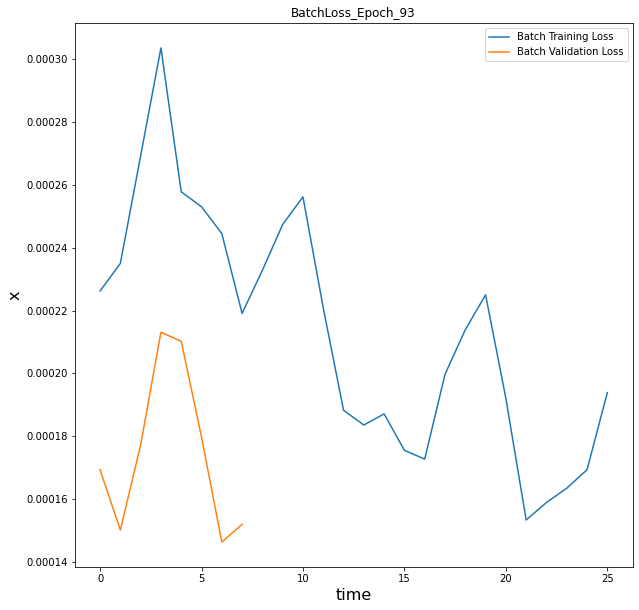 BatchLoss_Epoch_93
Batch Training Loss
Batch Validation Loss
0.00030
0.00028
0.00026
0.00024
0.00022
0.00020
0.00018
0.00016
0.00014
x
0 5 10 15 20 25
time